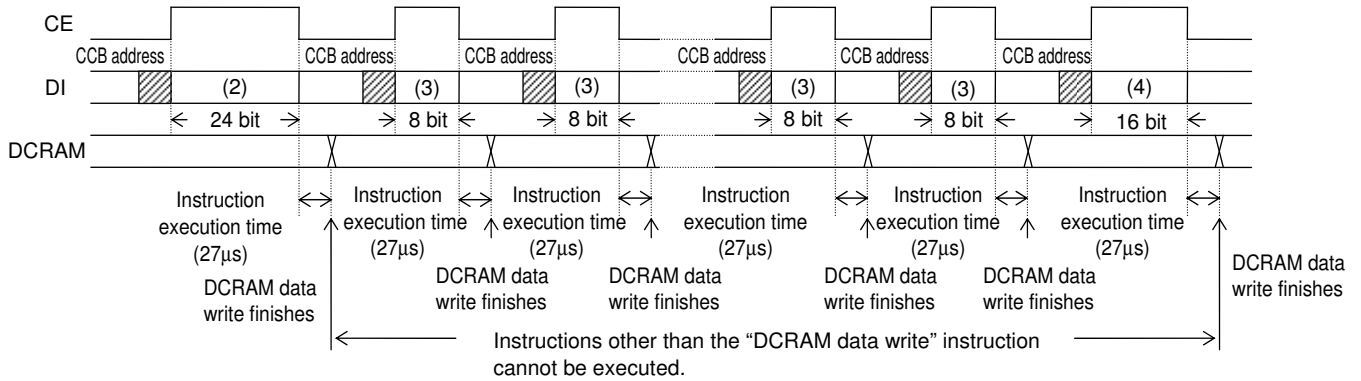 CE
CCB address CCB address CCB address CCB address CCB address CCB address
DI (2) (3) (3) (3) (3) (4)
24 bit 8 bit 8 bit 8 bit 8 bit 16 bit
DCRAM
Instruction Instruction Instruction Instruction Instruction Instruction
execution time execution time execution time execution time execution time execution time
(27μs) (27μs) (27μs) (27μs) (27μs) (27μs)
DCRAM data
write finishes
DCRAM data
write finishes
DCRAM data
write finishes
DCRAM data
write finishes
DCRAM data
write finishes
DCRAM data
write finishes
Instructions other than the “DCRAM data write” instruction
cannot be executed.